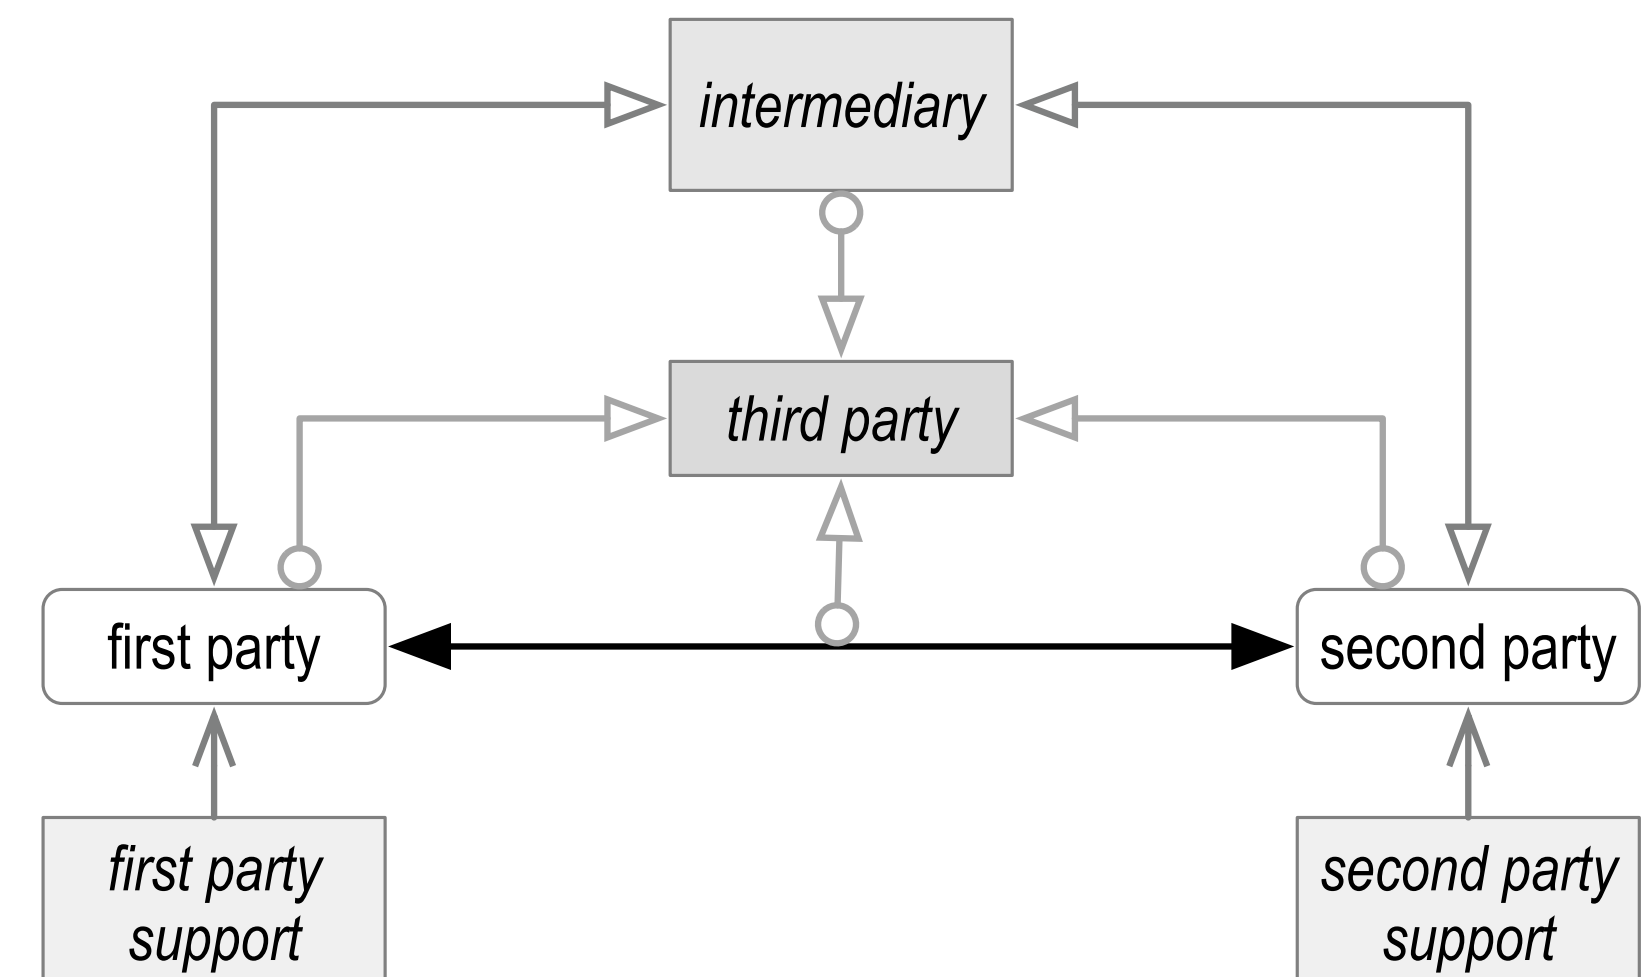 intermediary
third party
first party
second party
first party
support
second party
support